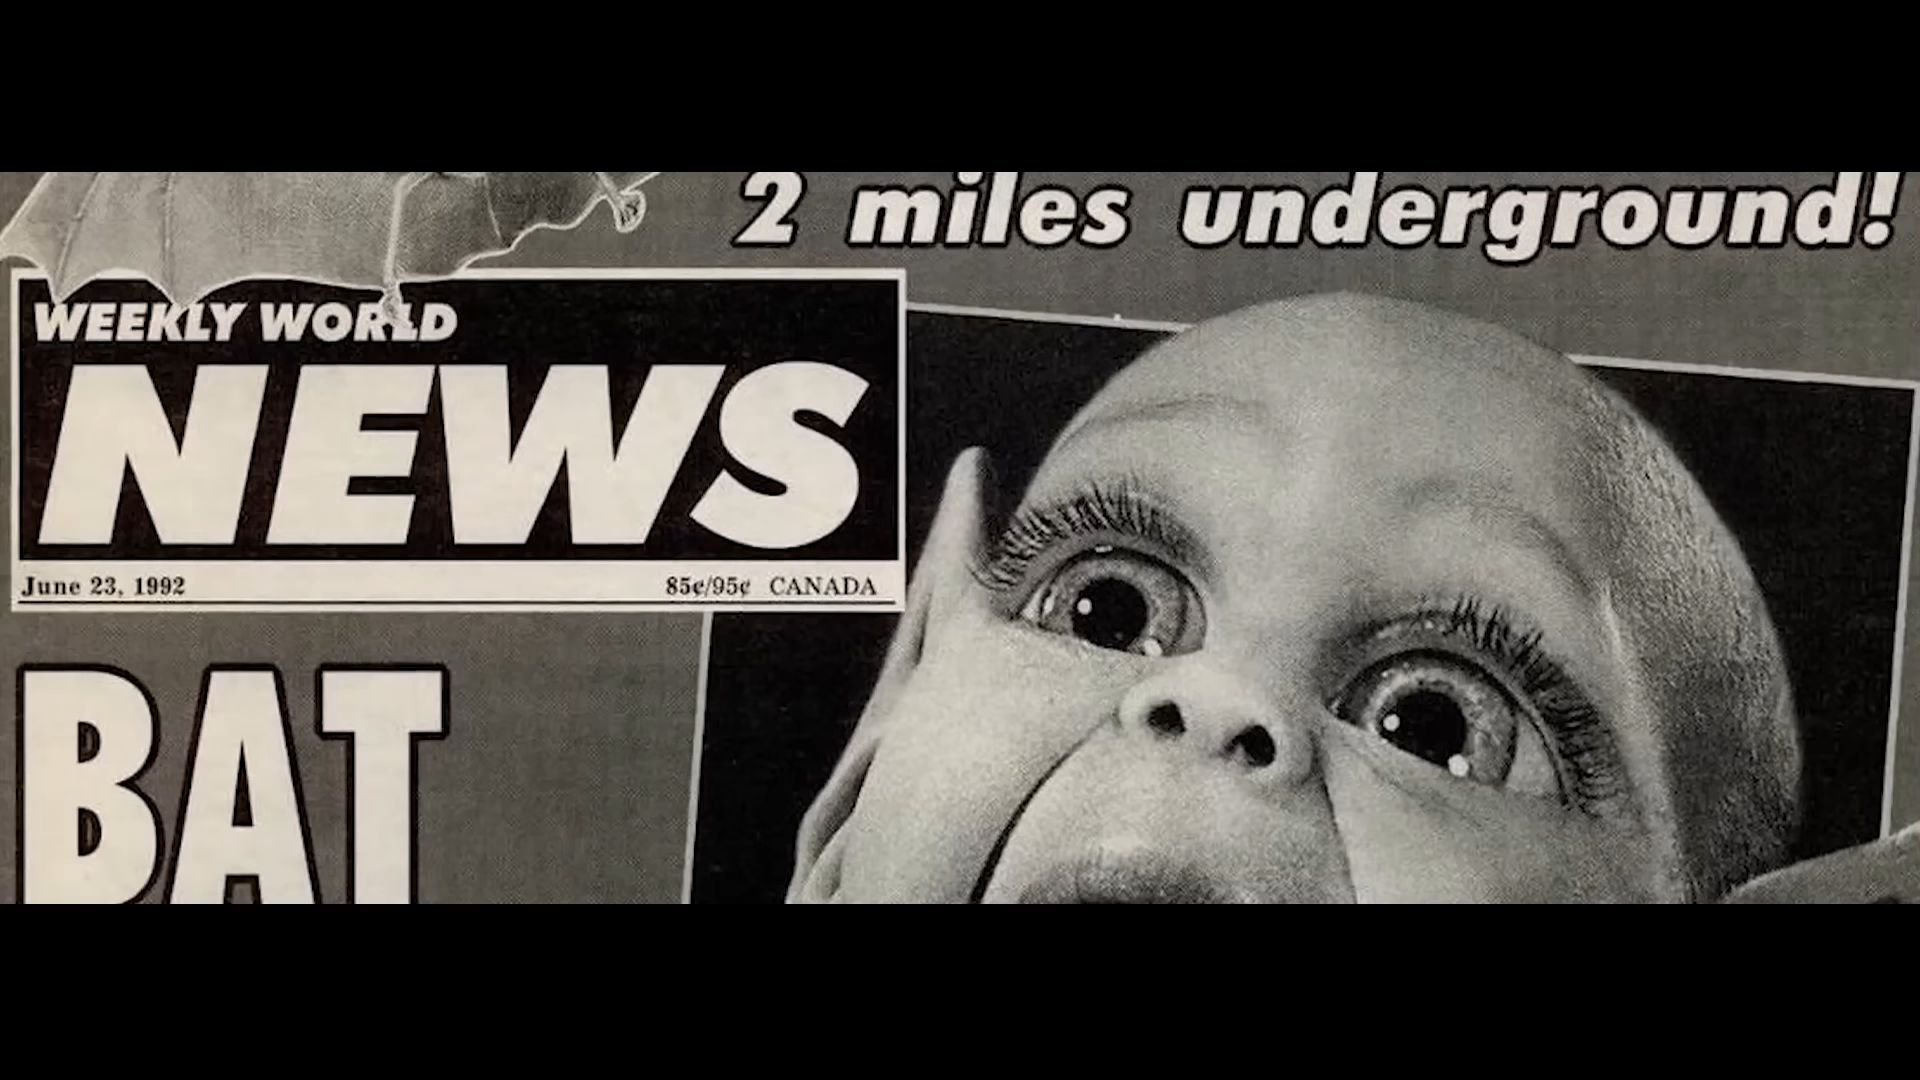 2 miles underground!
WEEKLY WORLD
NEWS
June 23, 1992 85¢/95¢ CANADA
BAT